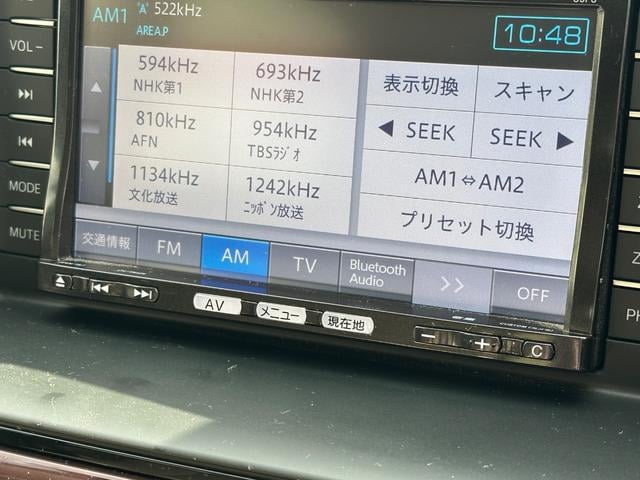 AM1 "A" 522kHz
AREA.P
10:48
VOL−
MODE
MUTE
594kHz
NHK第1
693kHz
NHK第2
810kHz
AFN
954kHz
TBSﾗｼﾞｵ
1134kHz
文化放送
1242kHz
ﾆｯﾎﾟﾝ放送
表示切換
スキャン
◀ SEEK
SEEK ▶
AM1⇔AM2
プリセット切換
交通情報
FM
AM
TV
Bluetooth
Audio
>>
OFF
AV
メニュー
現在地
−
+
C